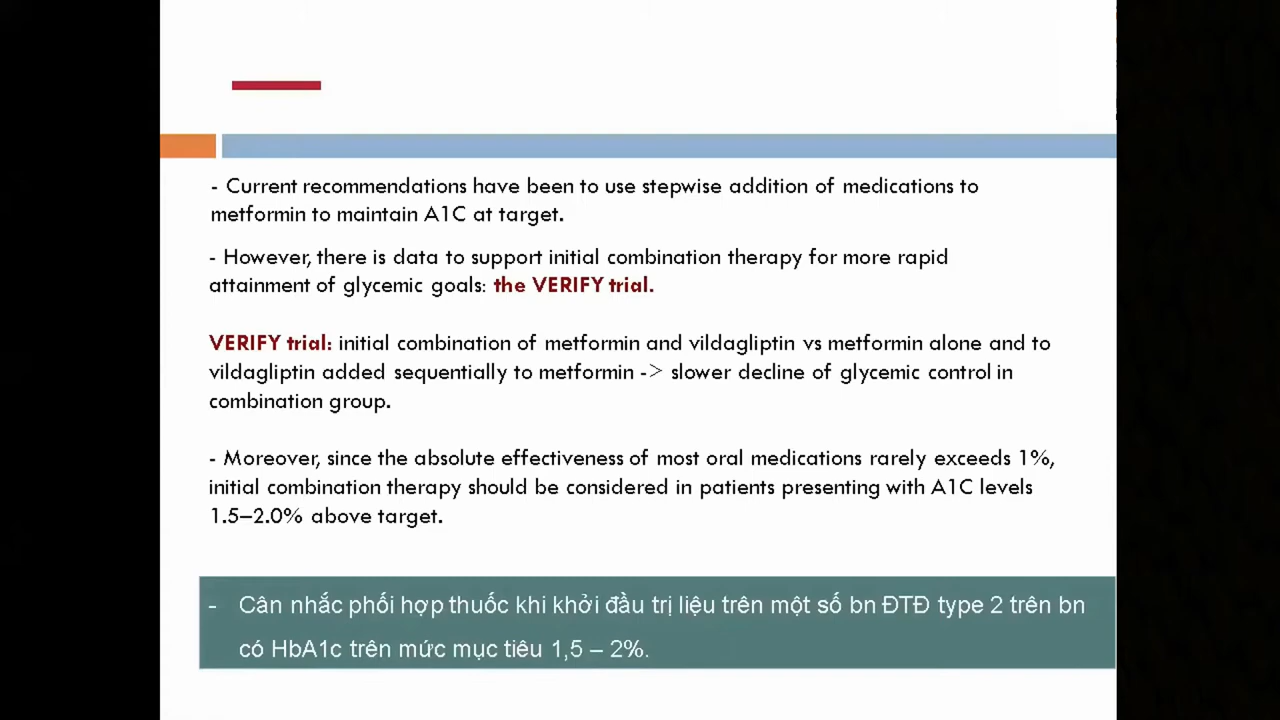 - Current recommendations have been to use stepwise addition of medications to
metformin to maintain A1C at target.
- However, there is data to support initial combination therapy for more rapid
attainment of glycemic goals: the VERIFY trial.
VERIFY trial: initial combination of metformin and vildagliptin vs metformin alone and to
vildagliptin added sequentially to metformin -> slower decline of glycemic control in
combination group.
- Moreover, since the absolute effectiveness of most oral medications rarely exceeds 1%,
initial combination therapy should be considered in patients presenting with A1C levels
1.5–2.0% above target.
- Cân nhắc phối hợp thuốc khi khởi đầu trị liệu trên một số bn ĐTĐ type 2 trên bn
có HbA1c trên mức mục tiêu 1,5 – 2%.